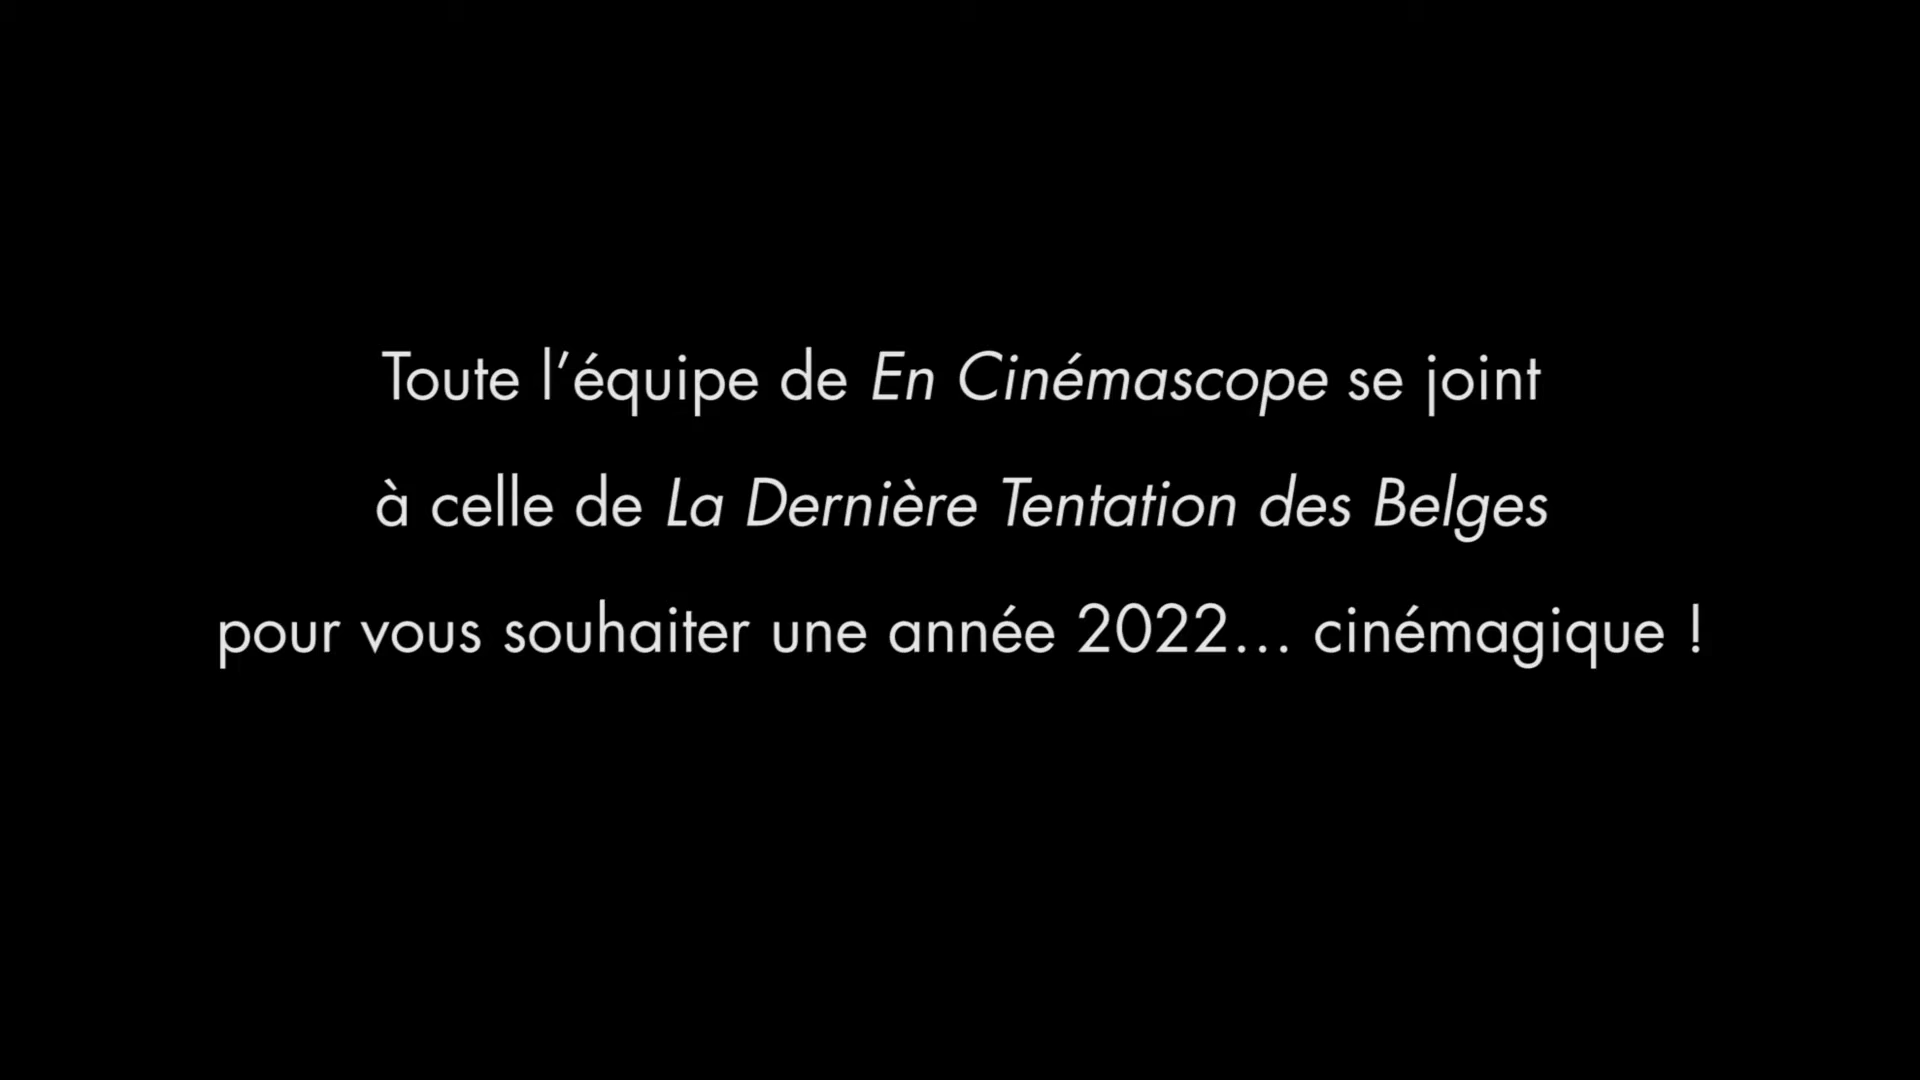 Toute l’équipe de En Cinémascope se joint
à celle de La Dernière Tentation des Belges
pour vous souhaiter une année 2022… cinémagique !